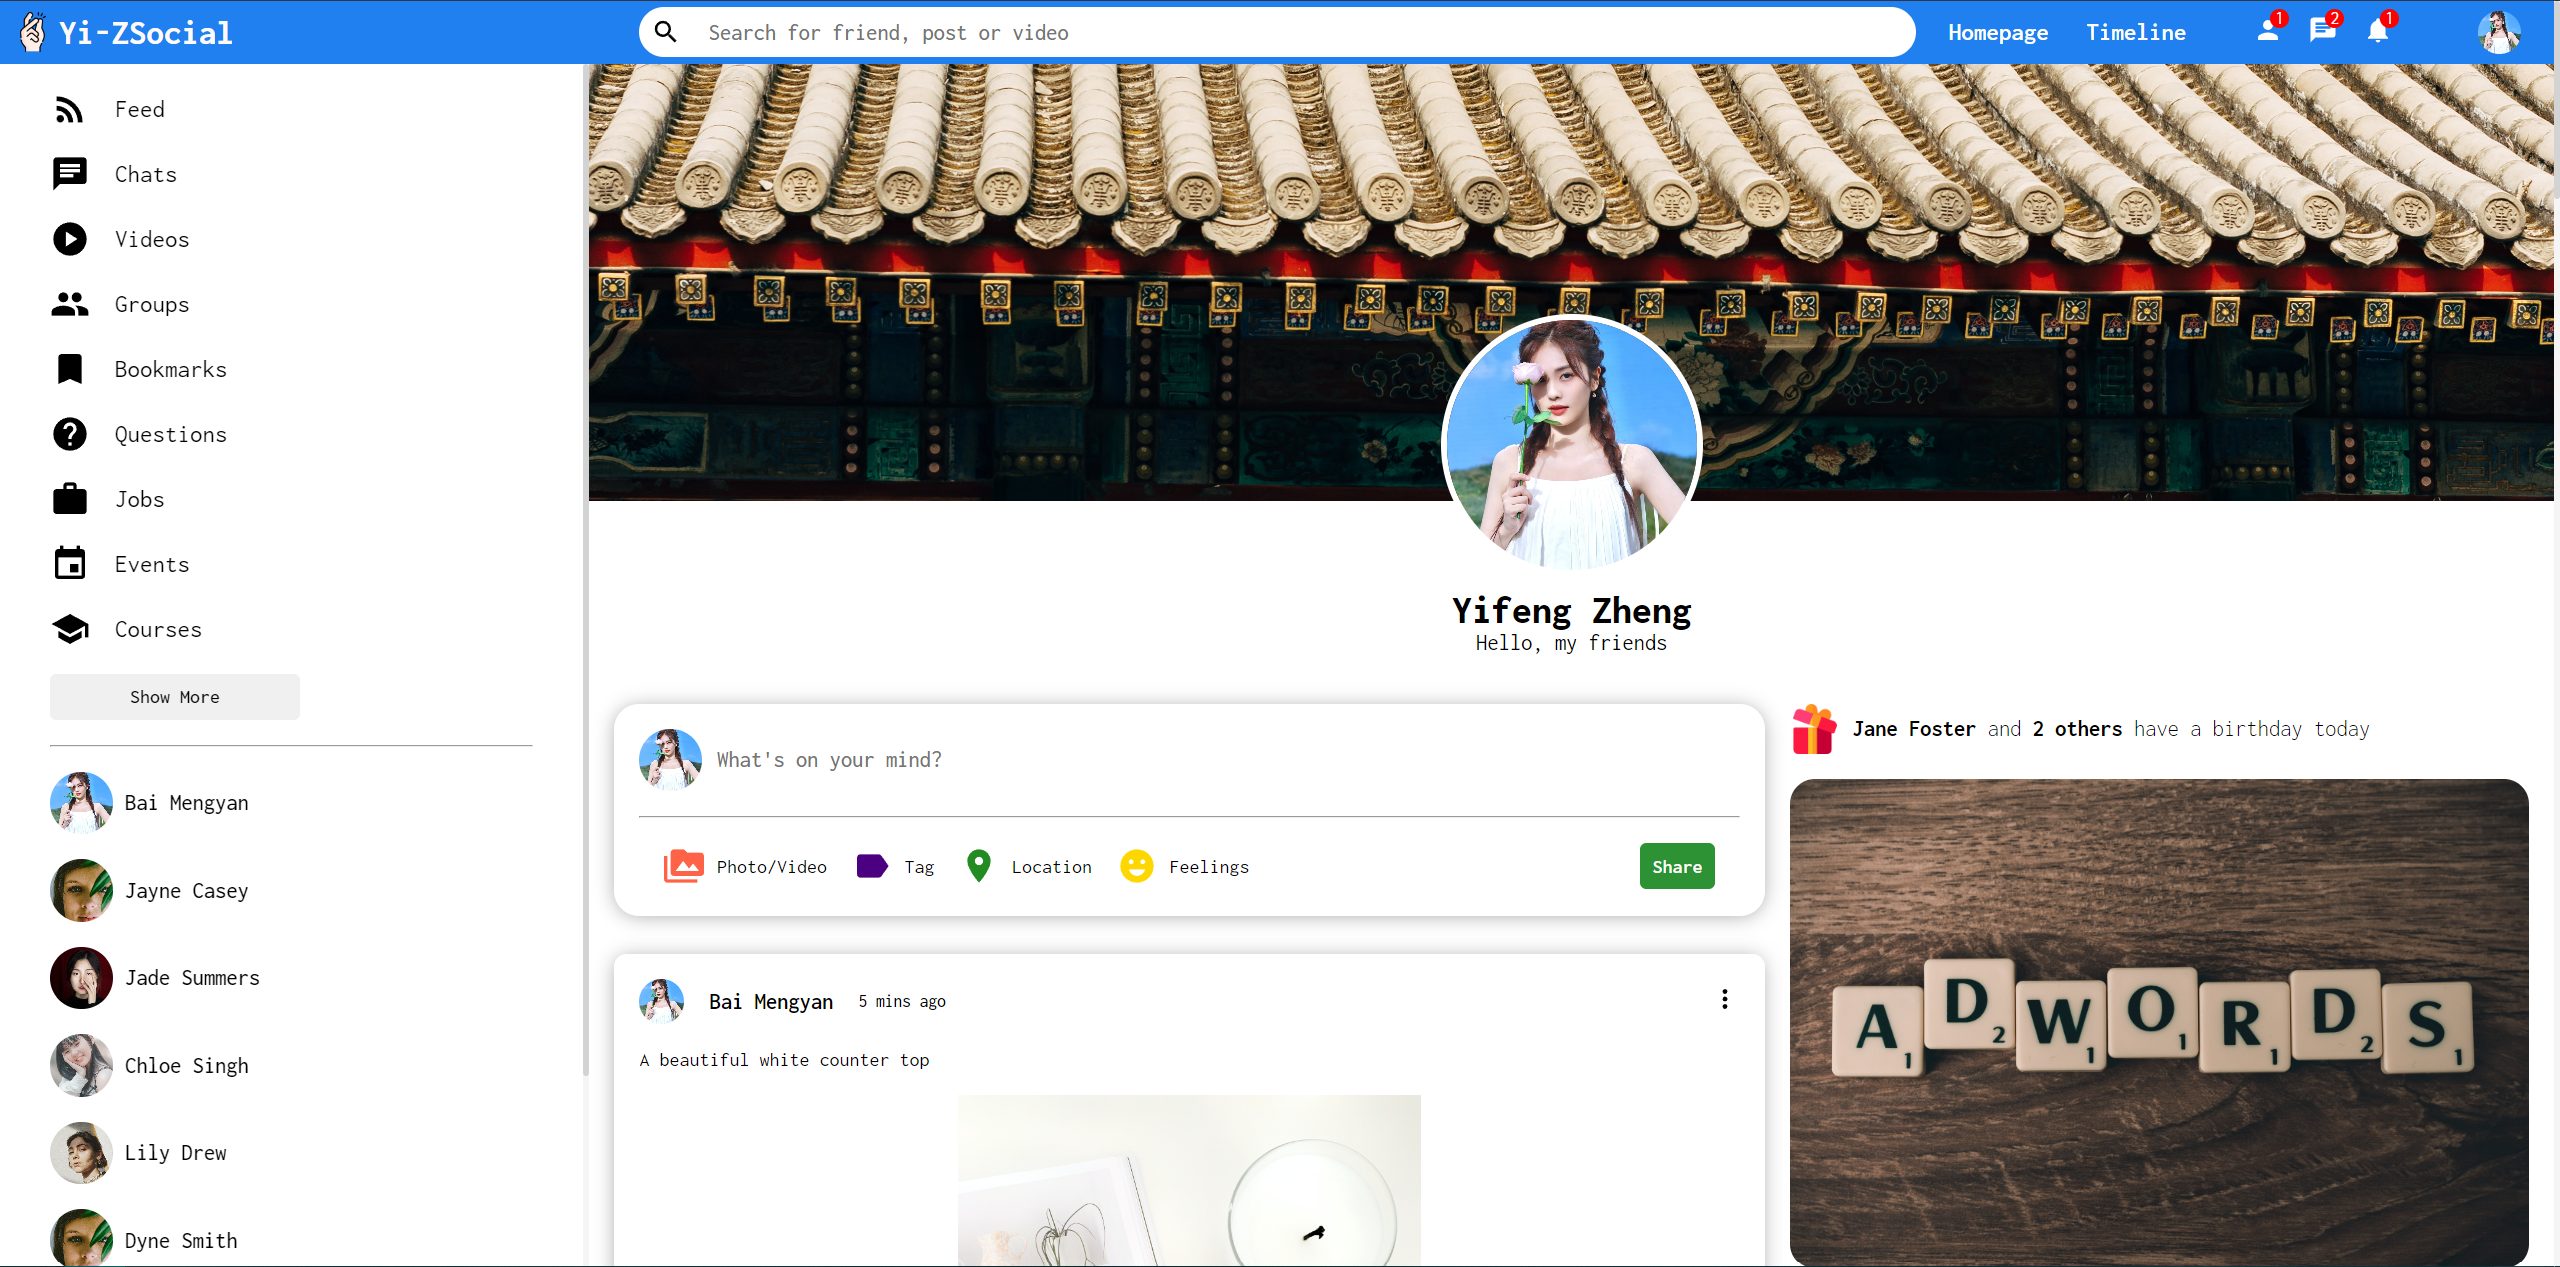 Yi-ZSocial
Search for friend, post or video
Homepage
Timeline
1
2
1
Feed
Chats
Videos
Groups
Bookmarks
Questions
Jobs
Events
Courses
Show More
Bai Mengyan
Jayne Casey
Jade Summers
Chloe Singh
Lily Drew
Dyne Smith
Yifeng Zheng
Hello, my friends
What's on your mind?
Photo/Video
Tag
Location
Feelings
Share
Bai Mengyan 5 mins ago
A beautiful white counter top
Jane Foster and 2 others have a birthday today
A1 D2 W1 O1 R1 D2 S1